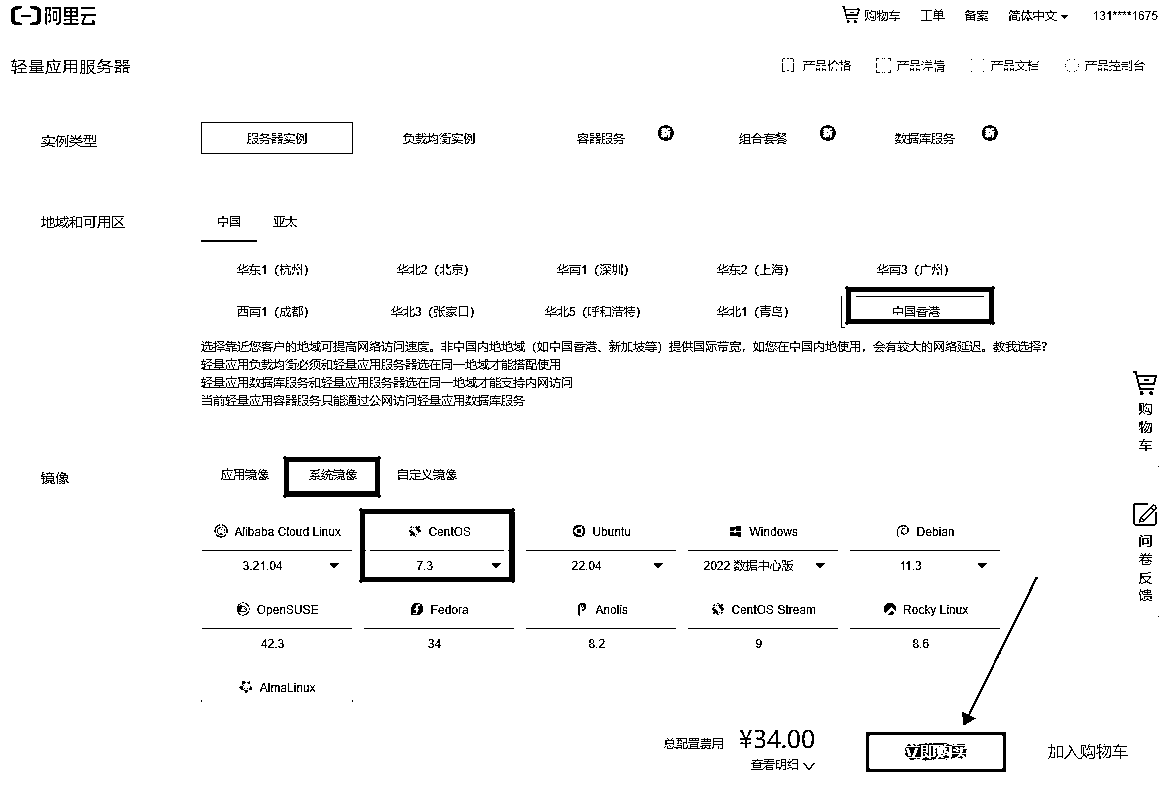 阿里云 购物车 工单 备案 简体中文 131****1675
轻量应用服务器 产品价格 产品详情 产品文档 产品控制台
实例类型 服务器实例 负载均衡实例 容器服务 新 组合套餐 新 数据库服务 新
地域和可用区 中国 亚太
华东1（杭州） 华北2（北京） 华南1（深圳） 华东2（上海） 华南3（广州）
西南1（成都） 华北3（张家口） 华北5（呼和浩特） 华北1（青岛） 中国香港
选择靠近您客户的地域可提高网络访问速度。非中国内地地域（如中国香港、新加坡等）提供国际带宽，如您在中国内地使用，会有较大的网络延迟。教我选择?
轻量应用负载均衡必须和轻量应用服务器选在同一地域才能搭配使用
轻量应用数据库服务和轻量应用服务器选在同一地域才能支持内网访问
当前轻量应用容器服务只能通过公网访问轻量应用数据库服务
购物车
镜像 应用镜像 系统镜像 自定义镜像
Alibaba Cloud Linux CentOS Ubuntu Windows Debian
3.21.04 7.3 22.04 2022 数据中心版 11.3
问卷反馈
OpenSUSE Fedora Anolis CentOS Stream Rocky Linux
42.3 34 8.2 9 8.6
AlmaLinux
总配置费用 ¥34.00 立即购买 加入购物车
查看明细